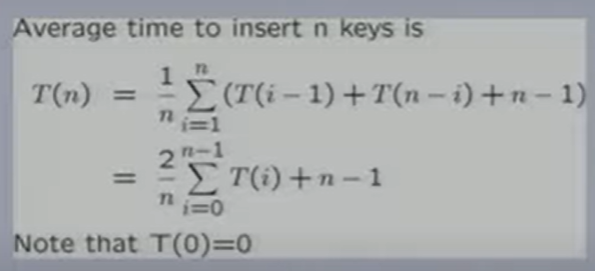 Average time to insert n keys is
T(n) = 1/n n∑i=1 (T(i − 1) + T(n − i) + n − 1)
= 2/n n−1∑i=0 T(i) + n − 1
Note that T(0)=0